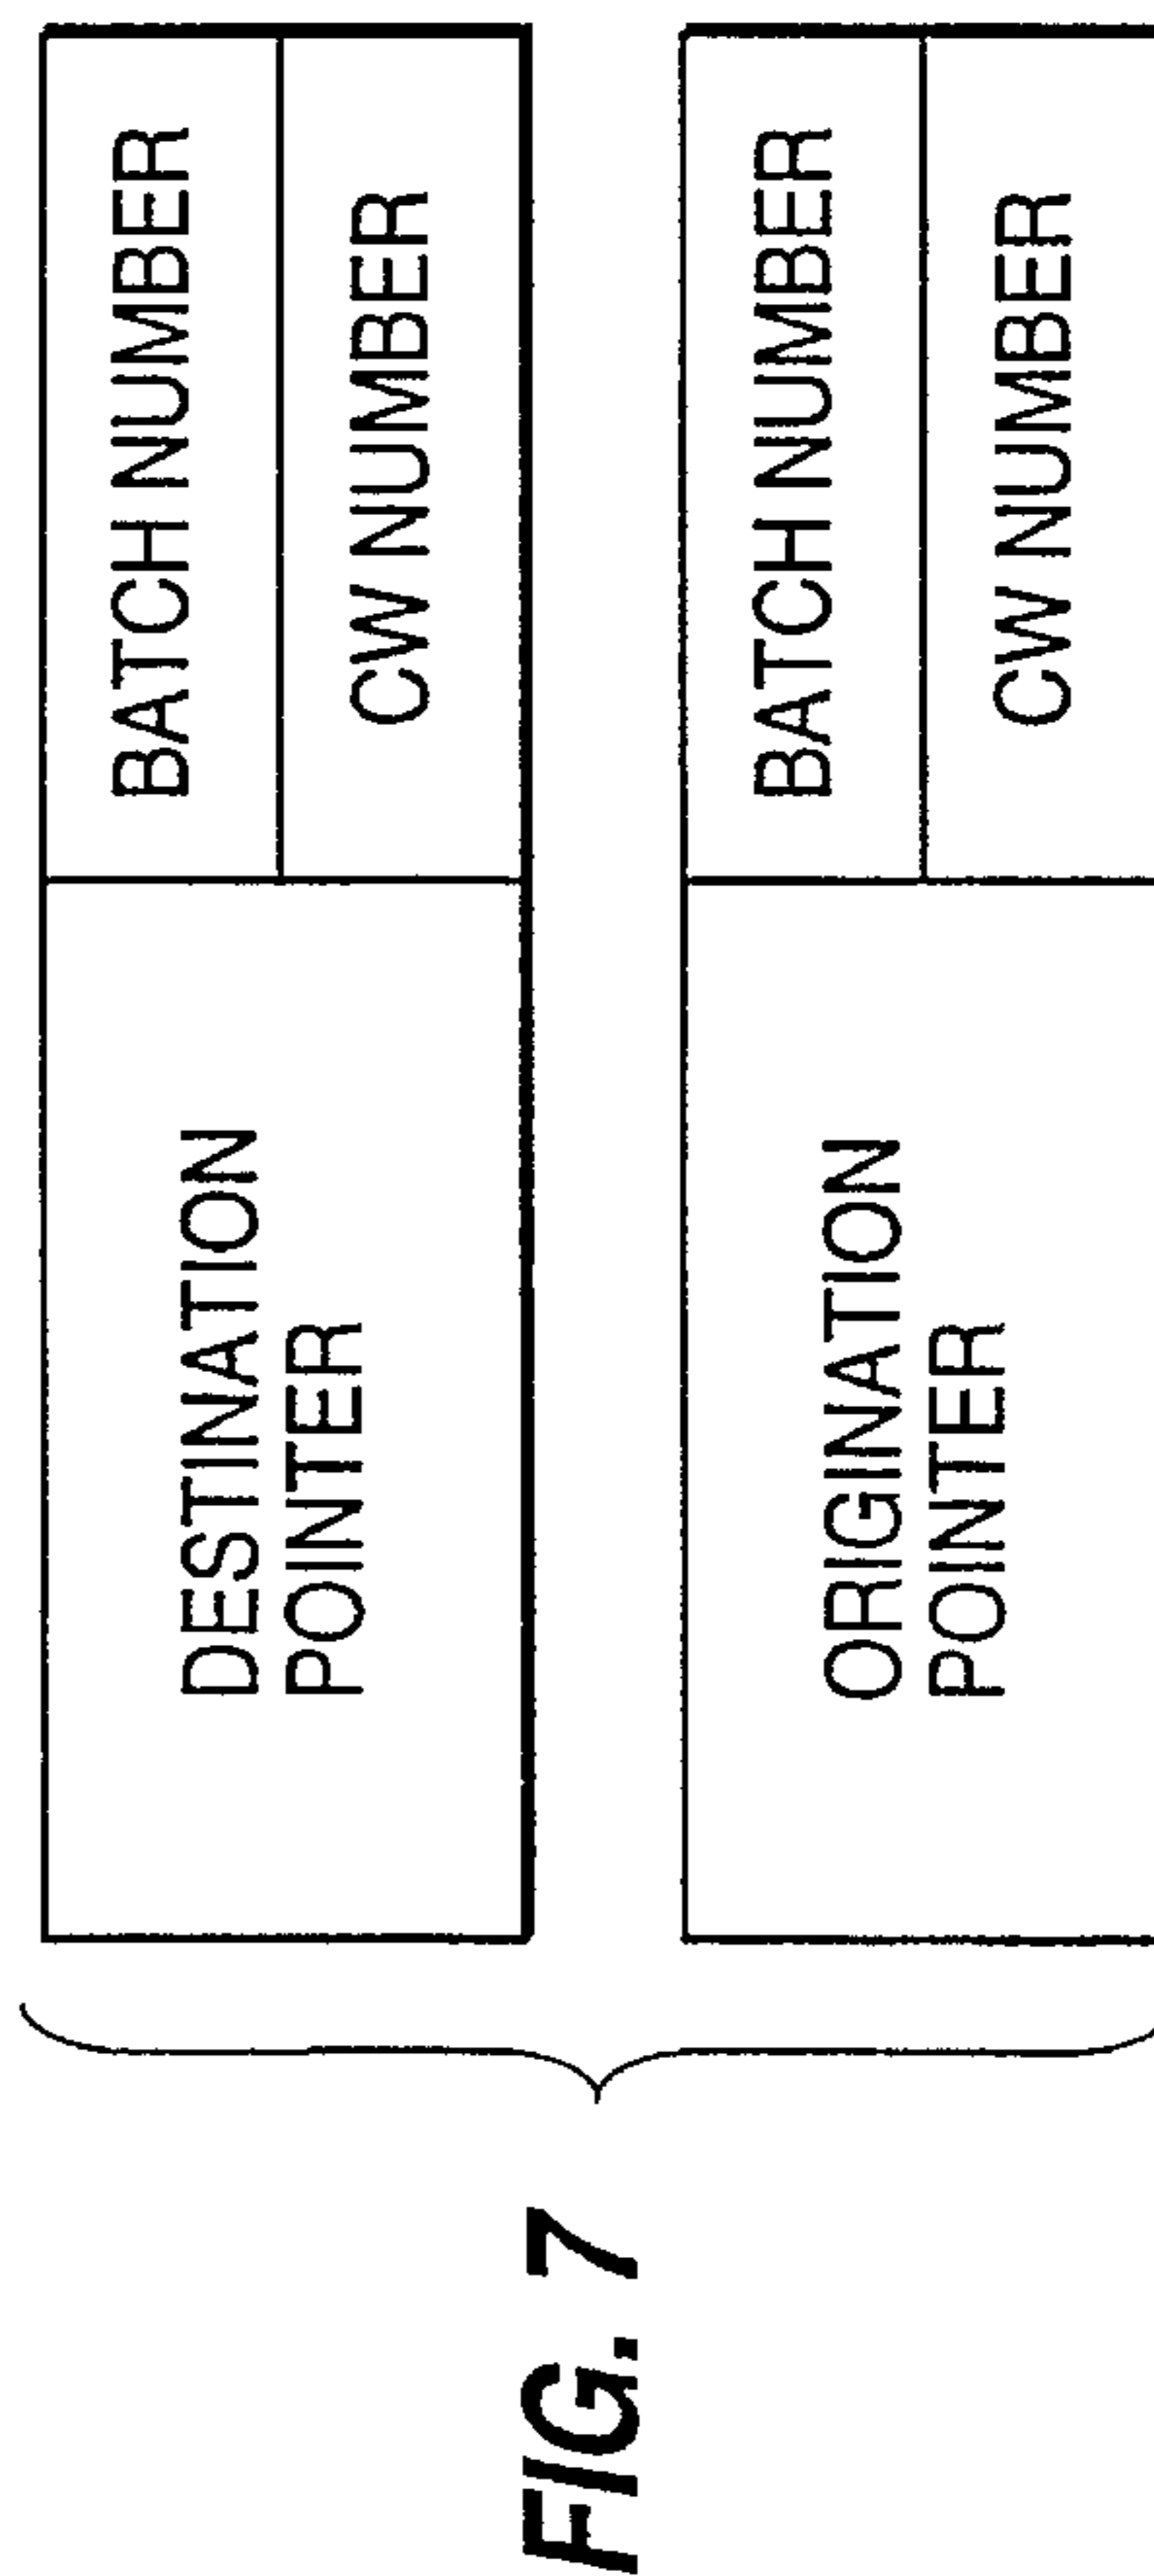 FIG. 7
DESTINATION
POINTER
BATCH NUMBER
CW NUMBER
ORIGINATION
POINTER
BATCH NUMBER
CW NUMBER